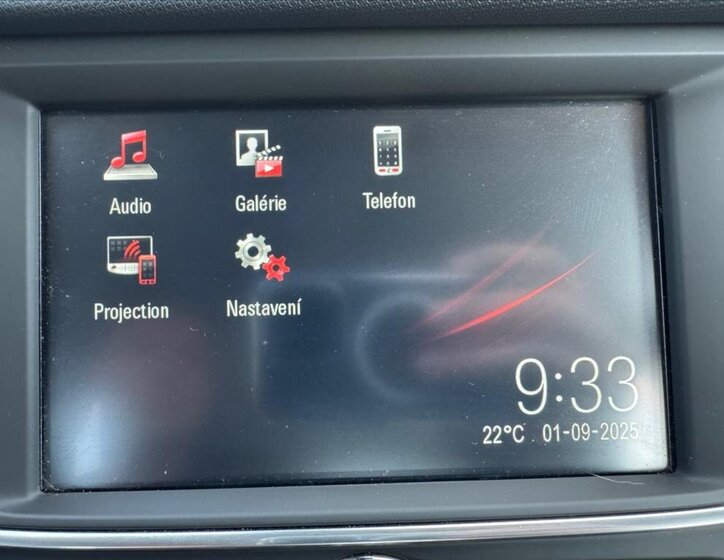 Audio
Galérie
Telefon
Projection
Nastavení
9:33
22°C 01-09-2025